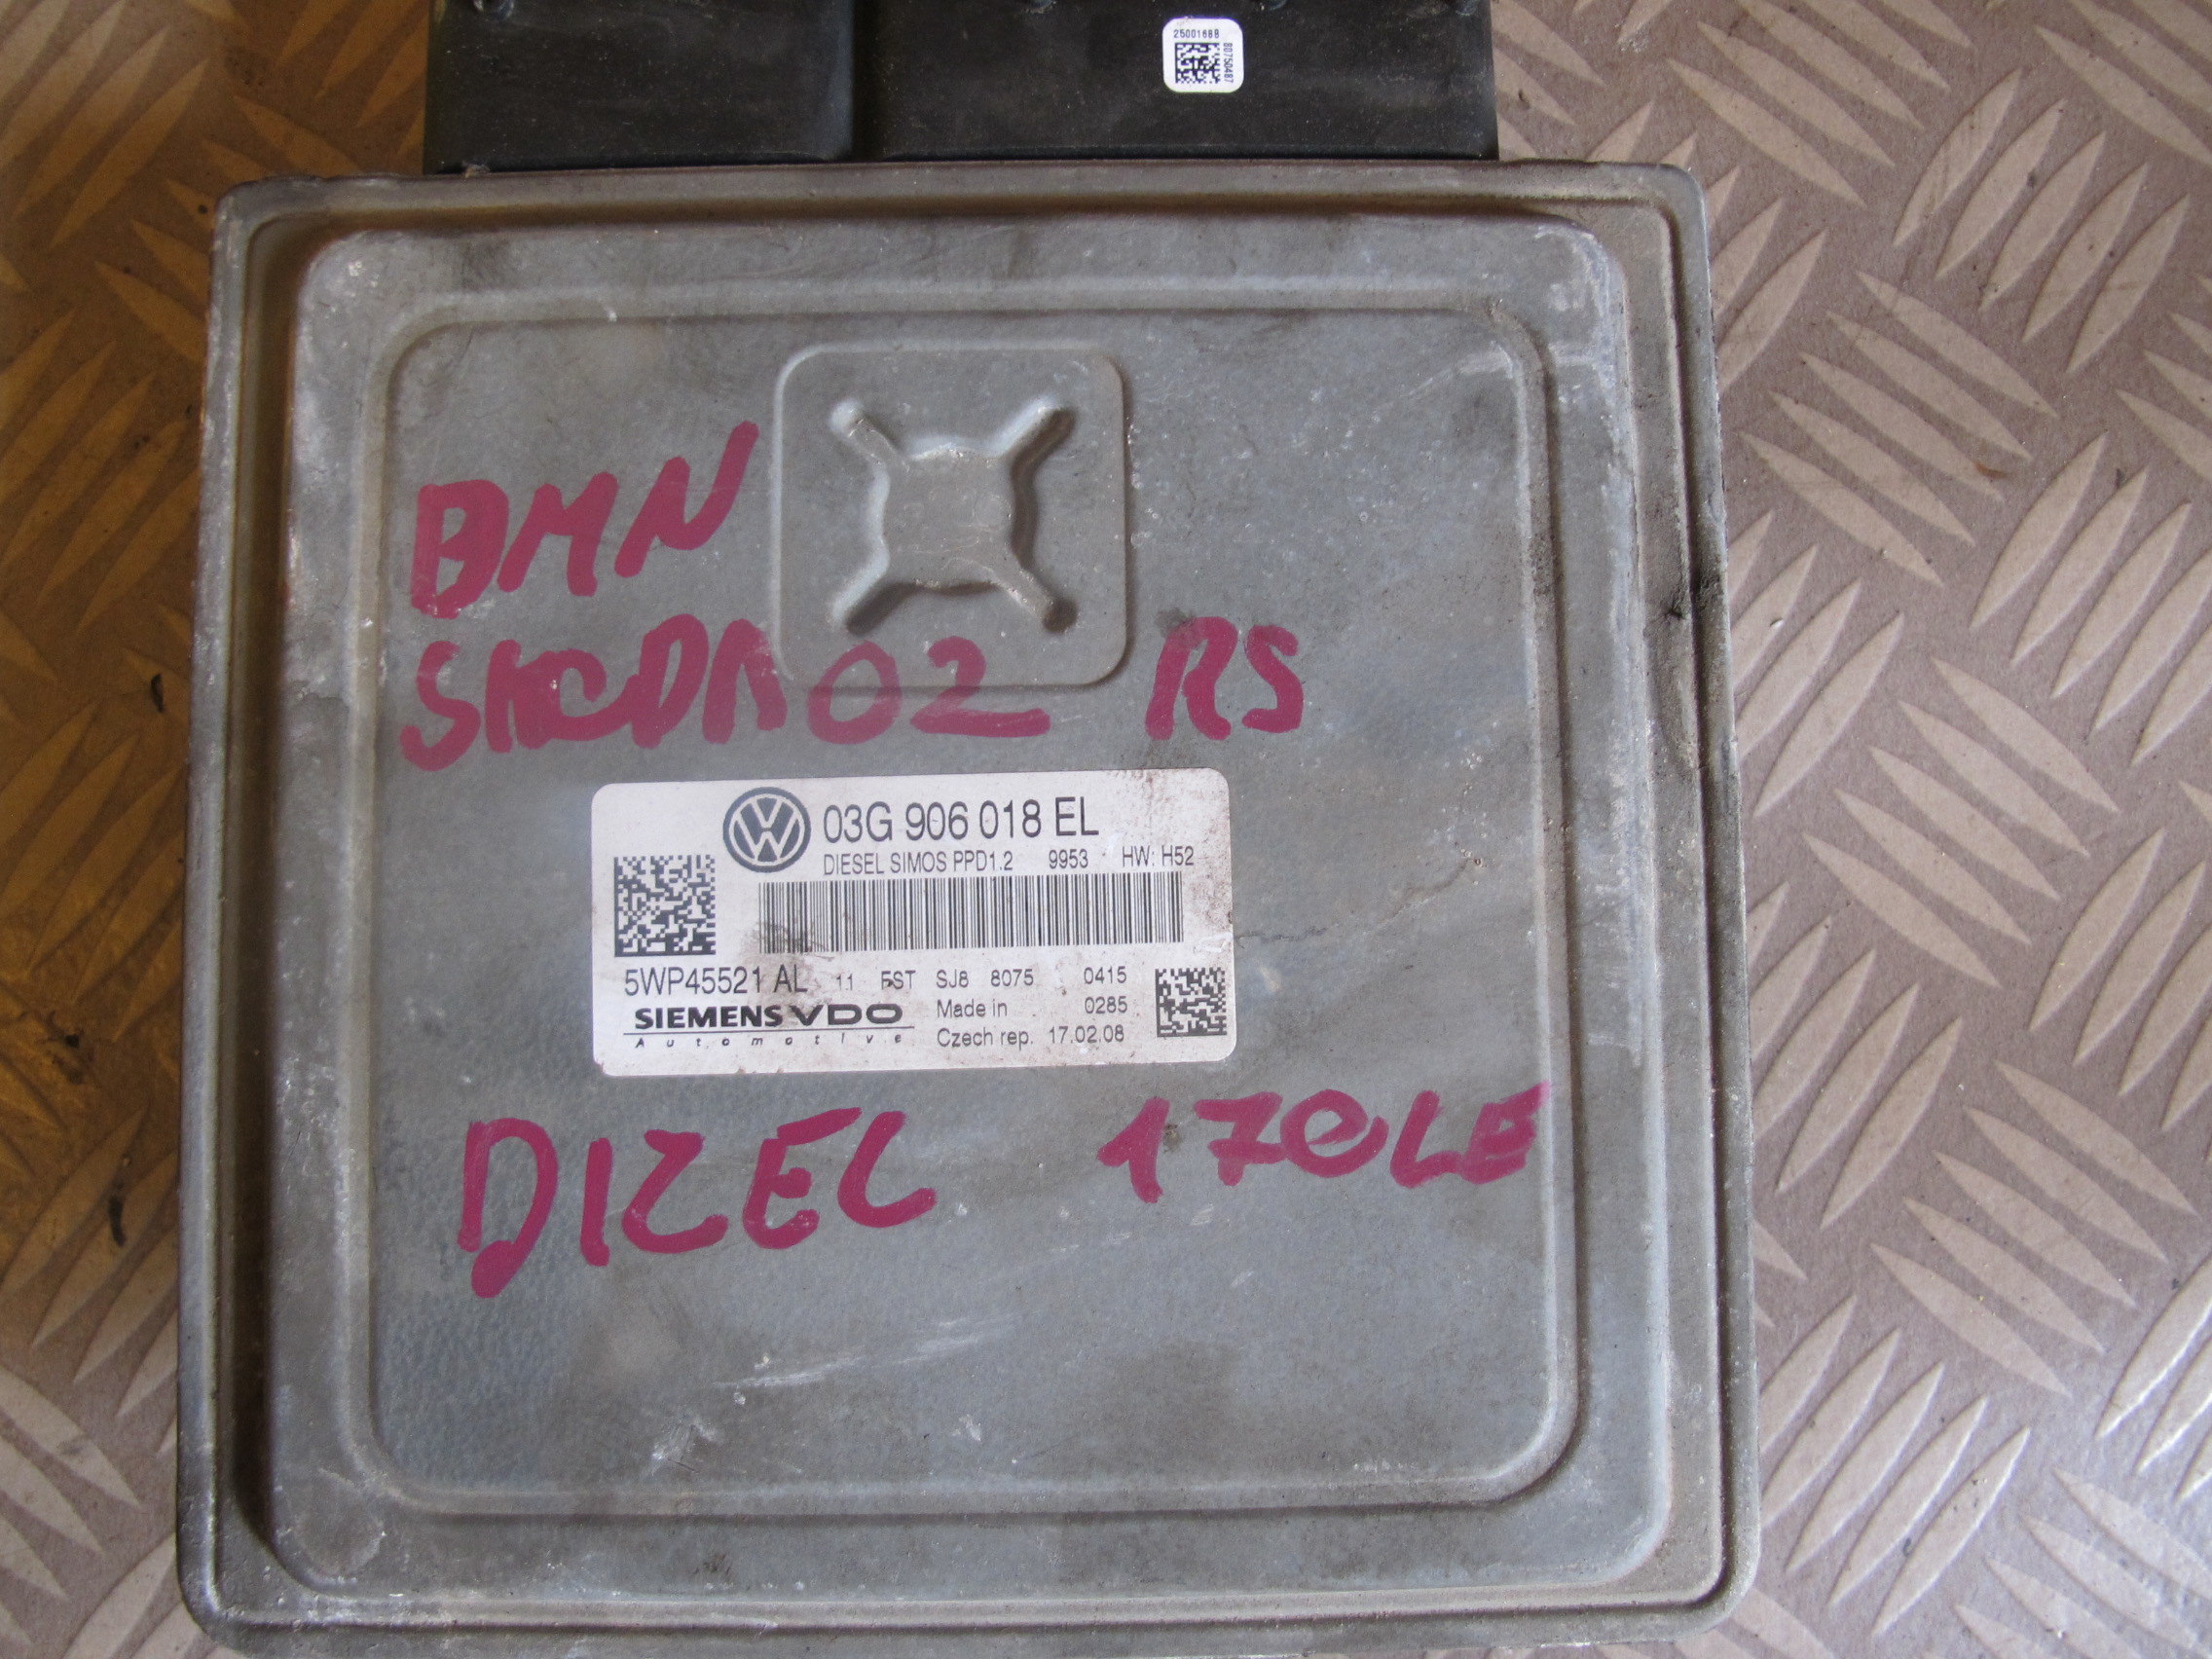 25001688
80750487
BMN
SKODA O2 RS
03G 906 018 EL
DIESEL SIMOS PPD1.2 9953 HW: H52
5WP45521 AL 11 FST SJ8 8075 0415
SIEMENS VDO Made in 0285
Automotive Czech rep. 17.02.08
DIZEL 170LE